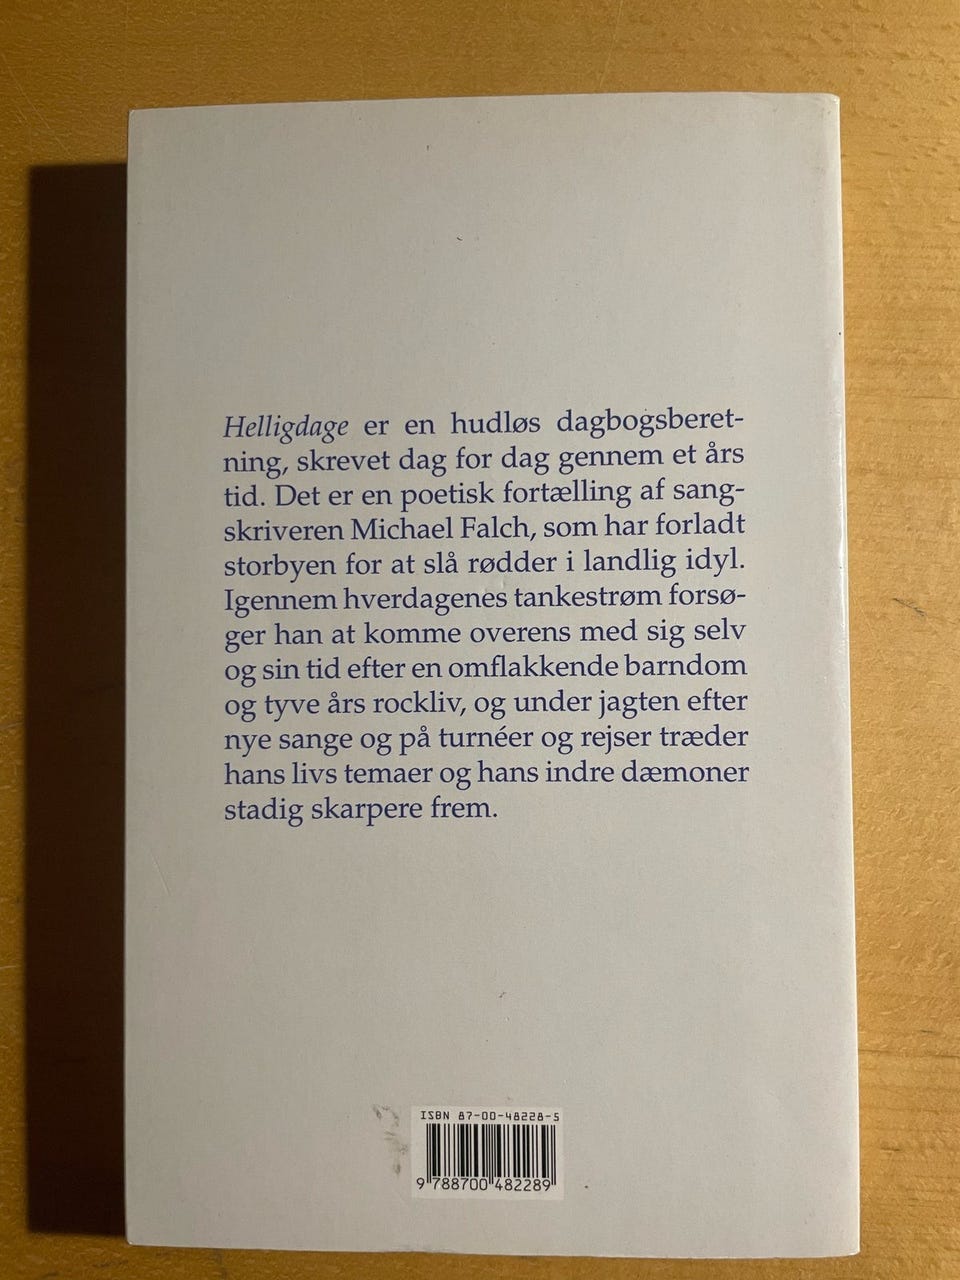 Helligdage er en hudløs dagbogsberet-
ning, skrevet dag for dag gennem et års
tid. Det er en poetisk fortælling af sang-
skriveren Michael Falch, som har forladt
storbyen for at slå rødder i landlig idyl.
Igennem hverdagenes tankestrøm forsø-
ger han at komme overens med sig selv
og sin tid efter en omflakkende barndom
og tyve års rockliv, og under jagten efter
nye sange og på turnéer og rejser træder
hans livs temaer og hans indre dæmoner
stadig skarpere frem.
ISBN 87-00-48228-5
9 788700 482289